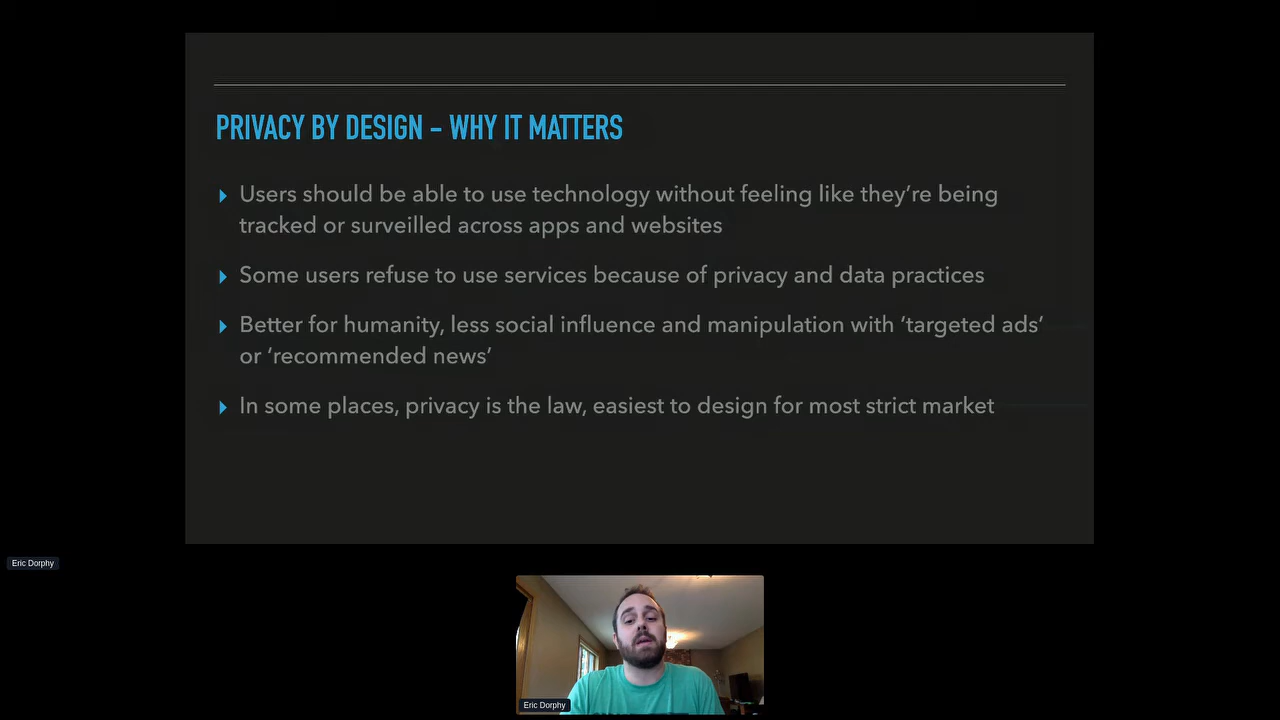 PRIVACY BY DESIGN – WHY IT MATTERS
Users should be able to use technology without feeling like they’re being
tracked or surveilled across apps and websites
Some users refuse to use services because of privacy and data practices
Better for humanity, less social influence and manipulation with ‘targeted ads’
or ‘recommended news’
In some places, privacy is the law, easiest to design for most strict market
Eric Dorphy
Eric Dorphy